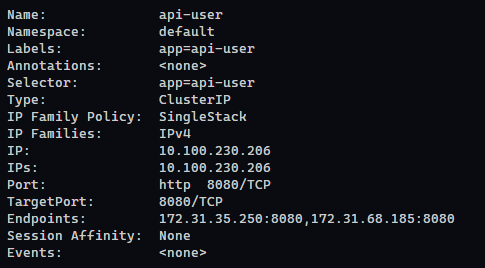 Name:              api-user
Namespace:         default
Labels:            app=api-user
Annotations:       <none>
Selector:          app=api-user
Type:              ClusterIP
IP Family Policy:  SingleStack
IP Families:       IPv4
IP:                10.100.230.206
IPs:               10.100.230.206
Port:              http  8080/TCP
TargetPort:        8080/TCP
Endpoints:         172.31.35.250:8080,172.31.68.185:8080
Session Affinity:  None
Events:            <none>